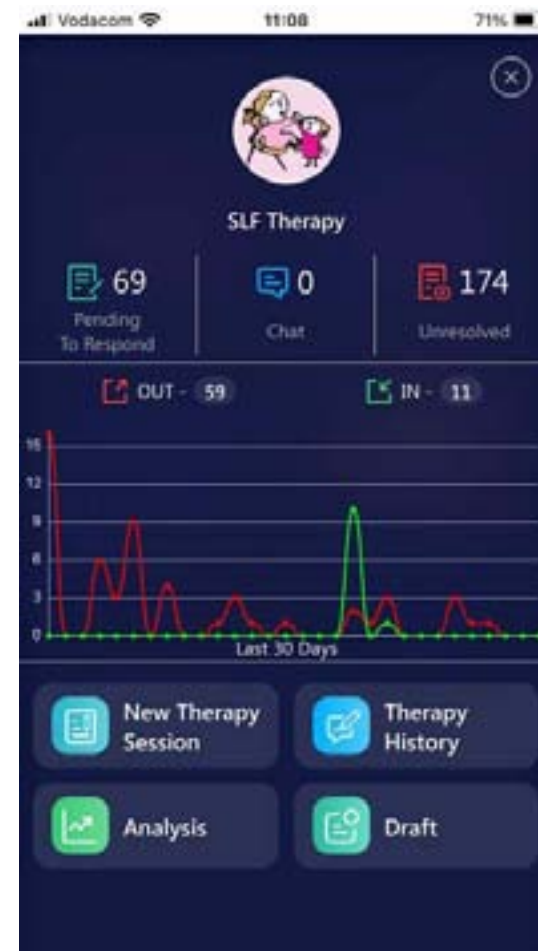 Vodacom 11:08 71%
SLF Therapy
69 0 174
Pending
To Respond Chat Unresolved
OUT - 59 IN - 11
15
12
9
6
3
0
Last 30 Days
New Therapy
Session
Therapy
History
Analysis Draft